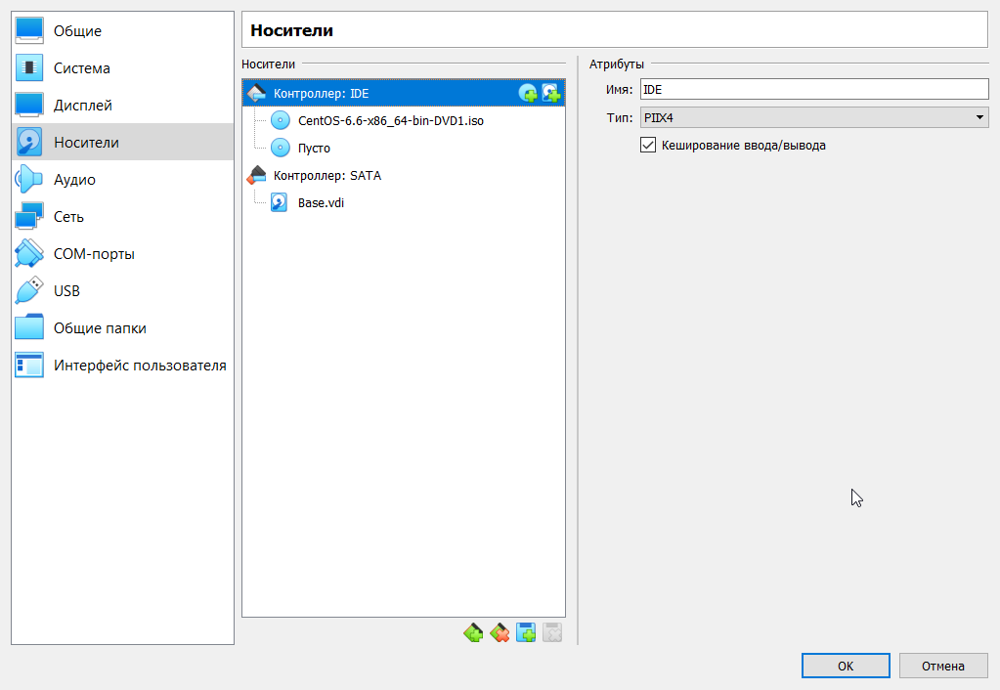 Общие
Система
Дисплей
Носители
Аудио
Сеть
COM-порты
USB
Общие папки
Интерфейс пользователя
Носители
Носители
Контроллер: IDE
CentOS-6.6-x86_64-bin-DVD1.iso
Пусто
Контроллер: SATA
Base.vdi
Атрибуты
Имя: IDE
Тип: PIIX4
Кеширование ввода/вывода
OK
Отмена